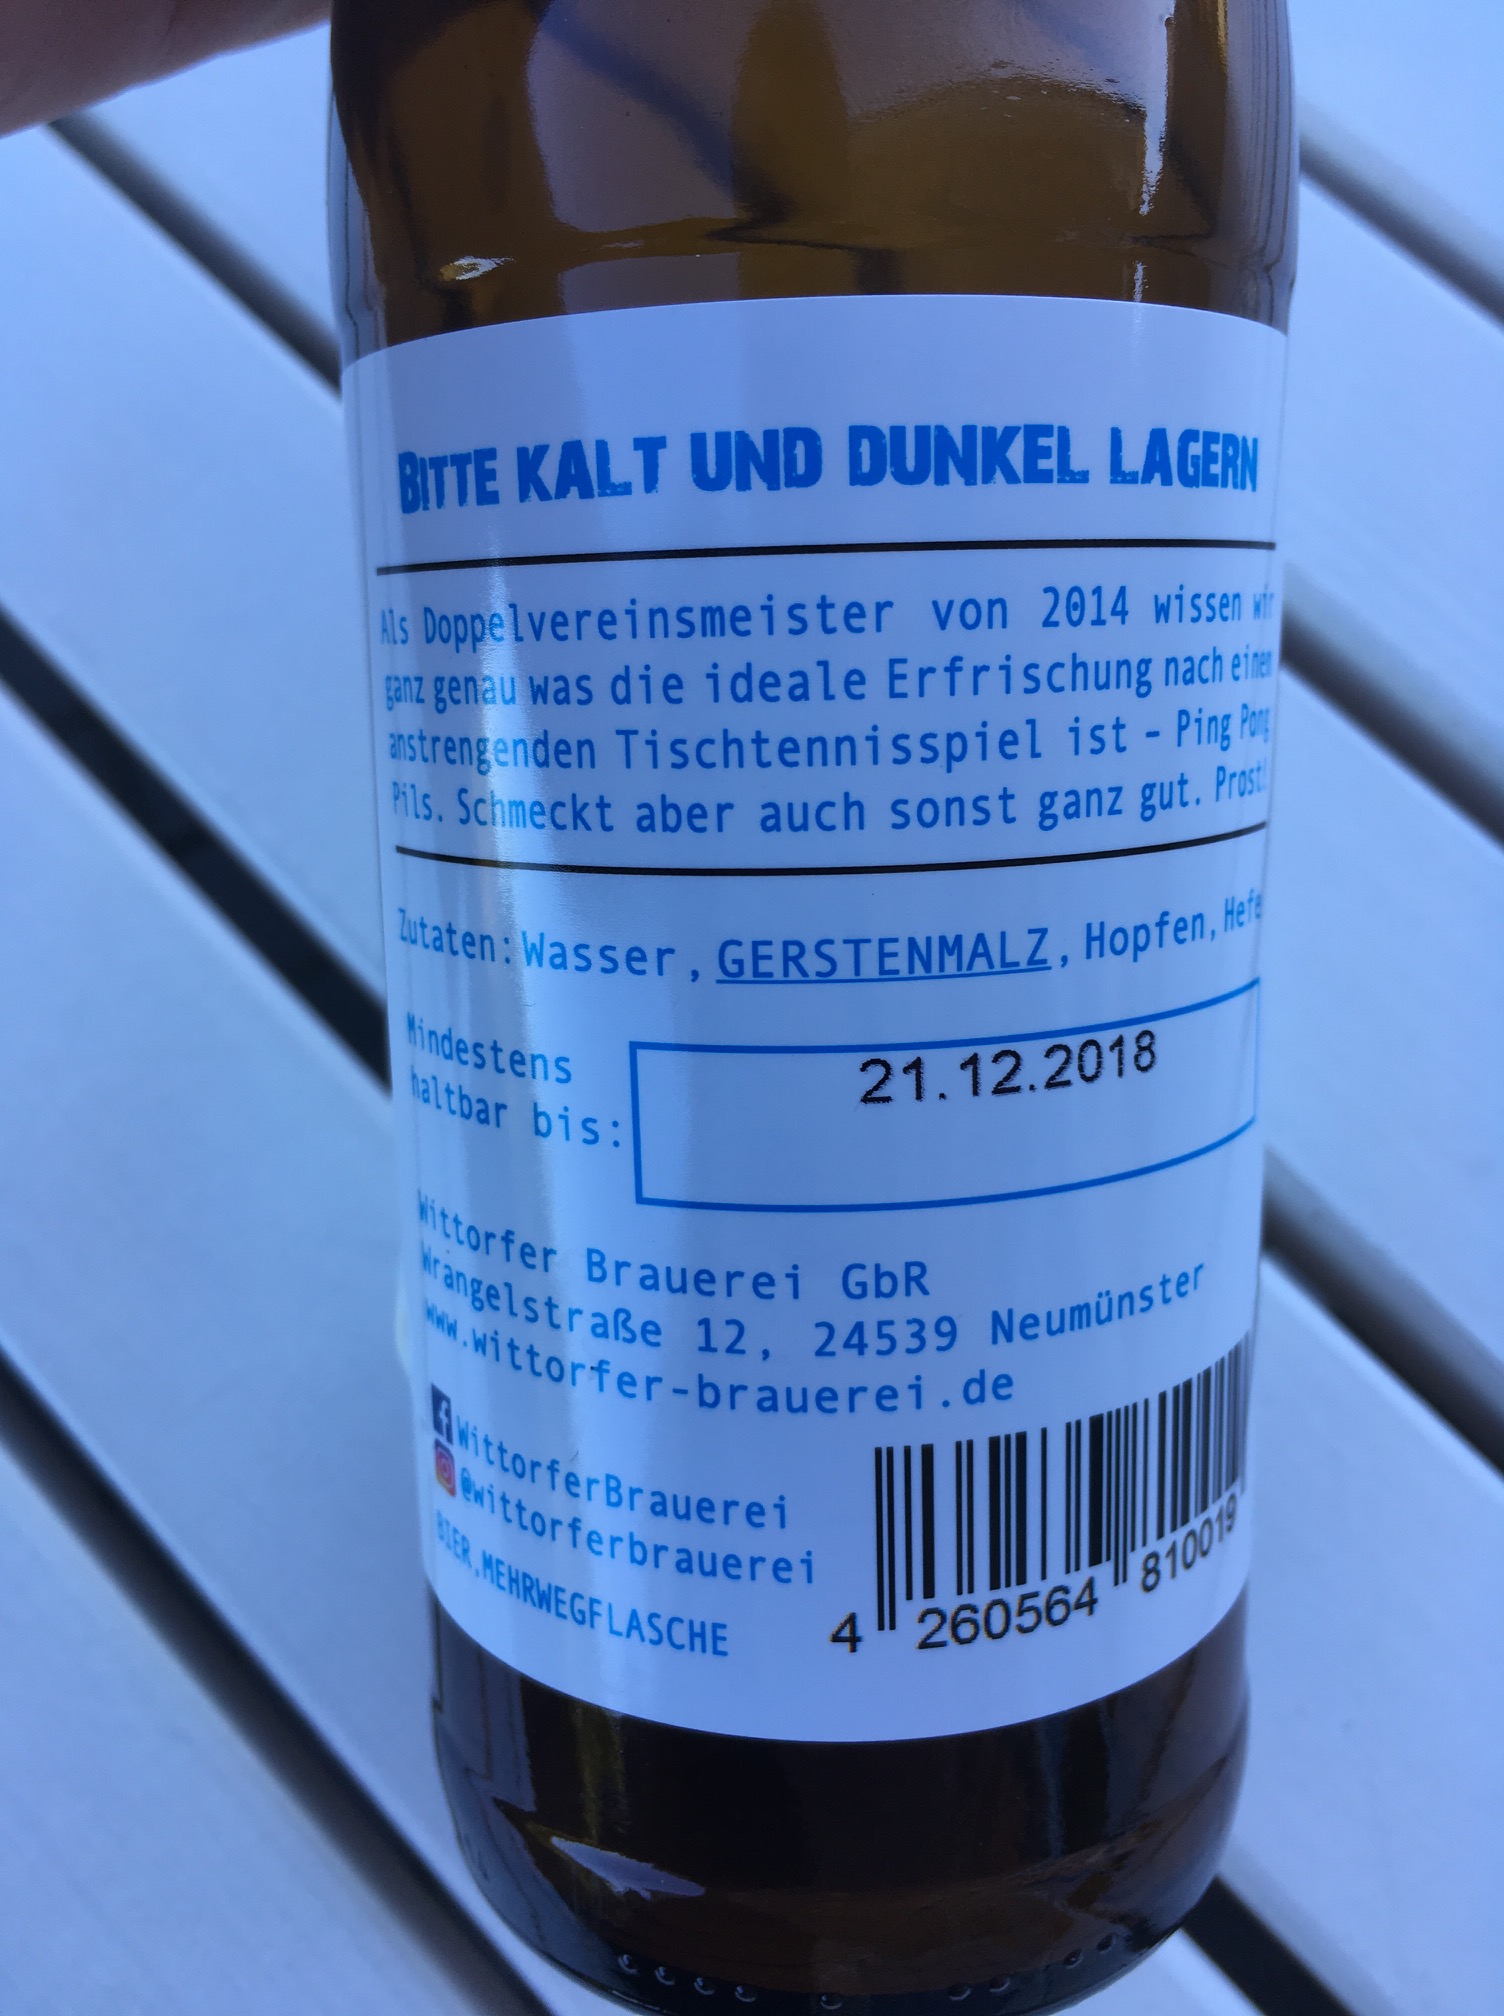 BITTE KALT UND DUNKEL LAGERN
Als Doppelvereinsmeister von 2014 wissen wir
ganz genau was die ideale Erfrischung nach einem
anstrengenden Tischtennisspiel ist - Ping Pong
Pils. Schmeckt aber auch sonst ganz gut. Prost!
Zutaten: Wasser, GERSTENMALZ, Hopfen, Hefe
Mindestens
haltbar bis:
21.12.2018
Wittorfer Brauerei GbR
Wrangelstraße 12, 24539 Neumünster
www.wittorfer-brauerei.de
WittorferBrauerei
@wittorferbrauerei
BIER,MEHRWEGFLASCHE
4 260564 810019